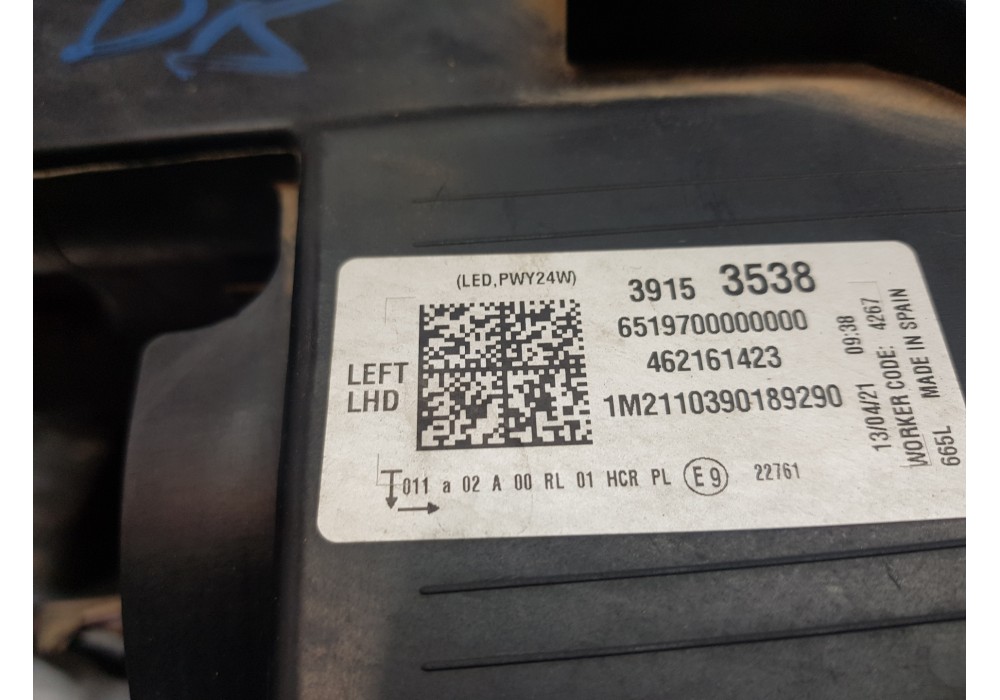 DK
(LED,PWY24W)
3915 3538
6519700000000
462161423
1M2110390189290
LEFT
LHD
011 a 02 A 00 RL 01 HCR PL E9 22761
13/04/21 09:38
WORKER CODE: 4267
665L MADE IN SPAIN